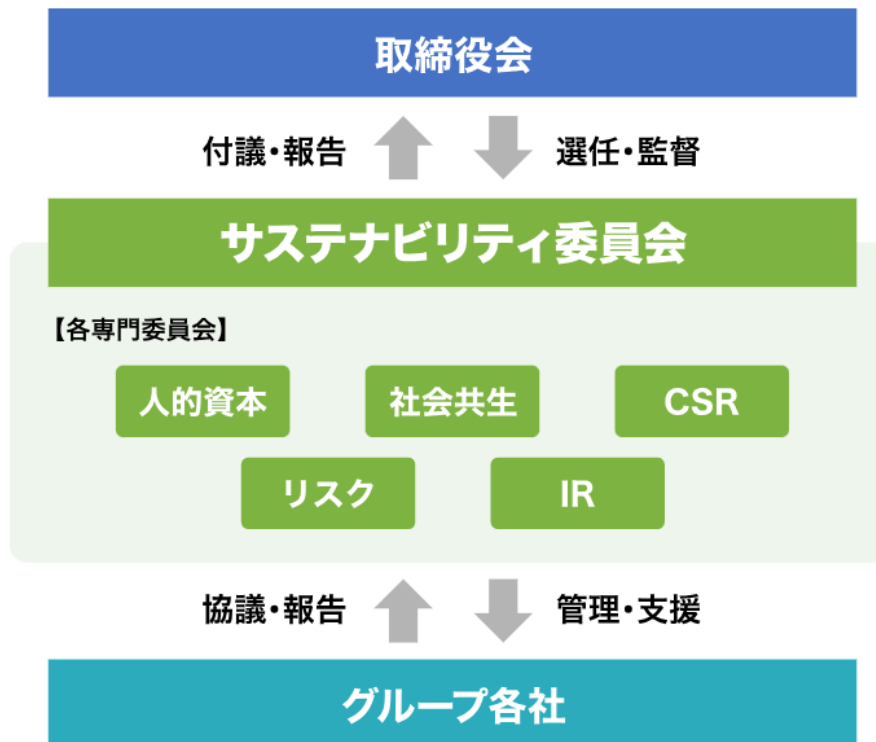 取締役会
付議・報告
選任・監督
サステナビリティ委員会
【各専門委員会】
人的資本
社会共生
CSR
リスク
IR
協議・報告
管理・支援
グループ各社